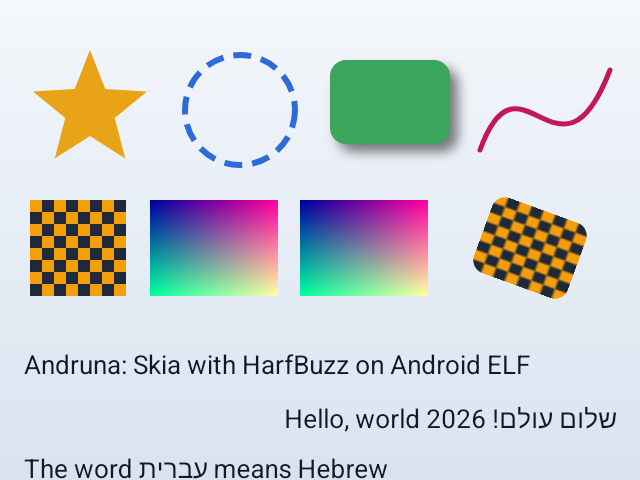 Andruna: Skia with HarfBuzz on Android ELF
שלום עולם! Hello, world 2026
The word עברית means Hebrew